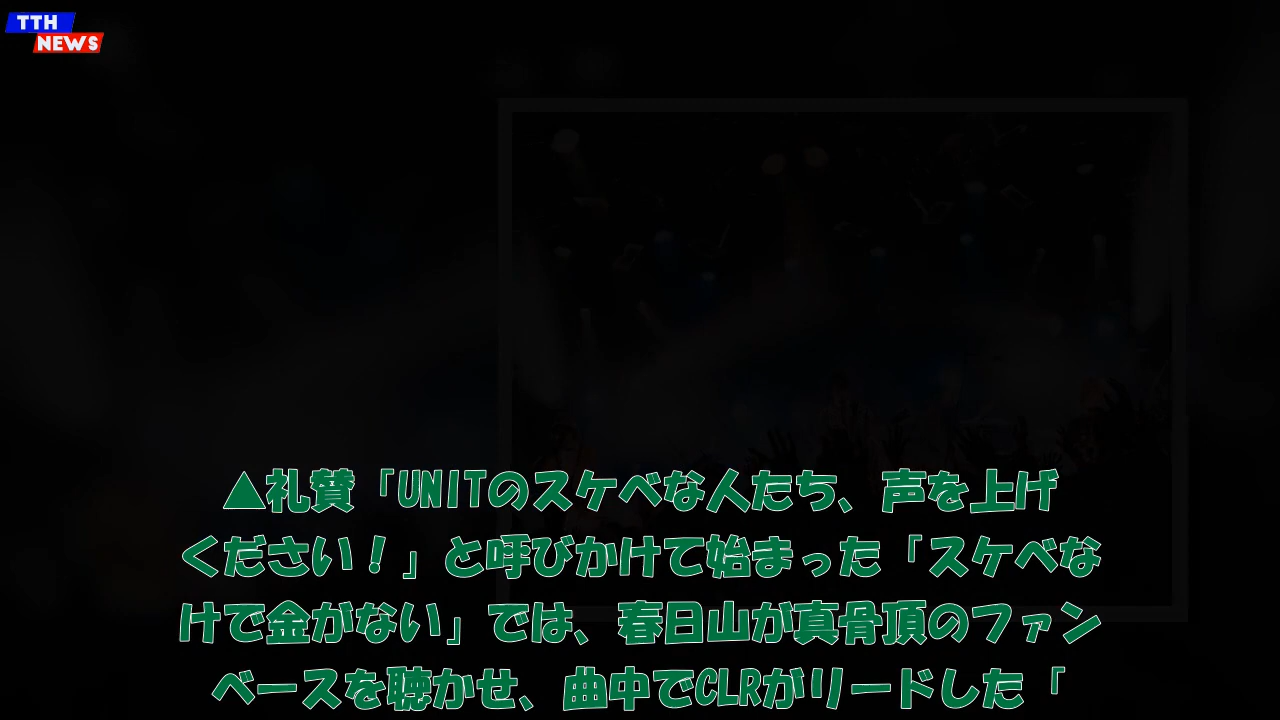 TTH
NEWS
▲礼賛「UNITのスケベな人たち、声を上げ
ください！」と呼びかけて始まった「スケベな
けで金がない」では、春日山が真骨頂のファン
ベースを聴かせ、曲中でCLRがリードした「